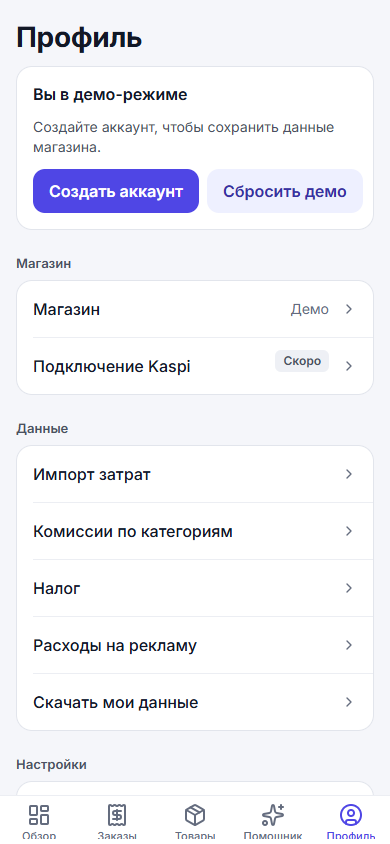 Профиль
Вы в демо-режиме
Создайте аккаунт, чтобы сохранить данные
магазина.
Создать аккаунт
Сбросить демо
Магазин
Магазин
Демо
Подключение Kaspi
Скоро
Данные
Импорт затрат
Комиссии по категориям
Налог
Расходы на рекламу
Скачать мои данные
Настройки
Обзор
Заказы
Товары
Помощник
Профиль